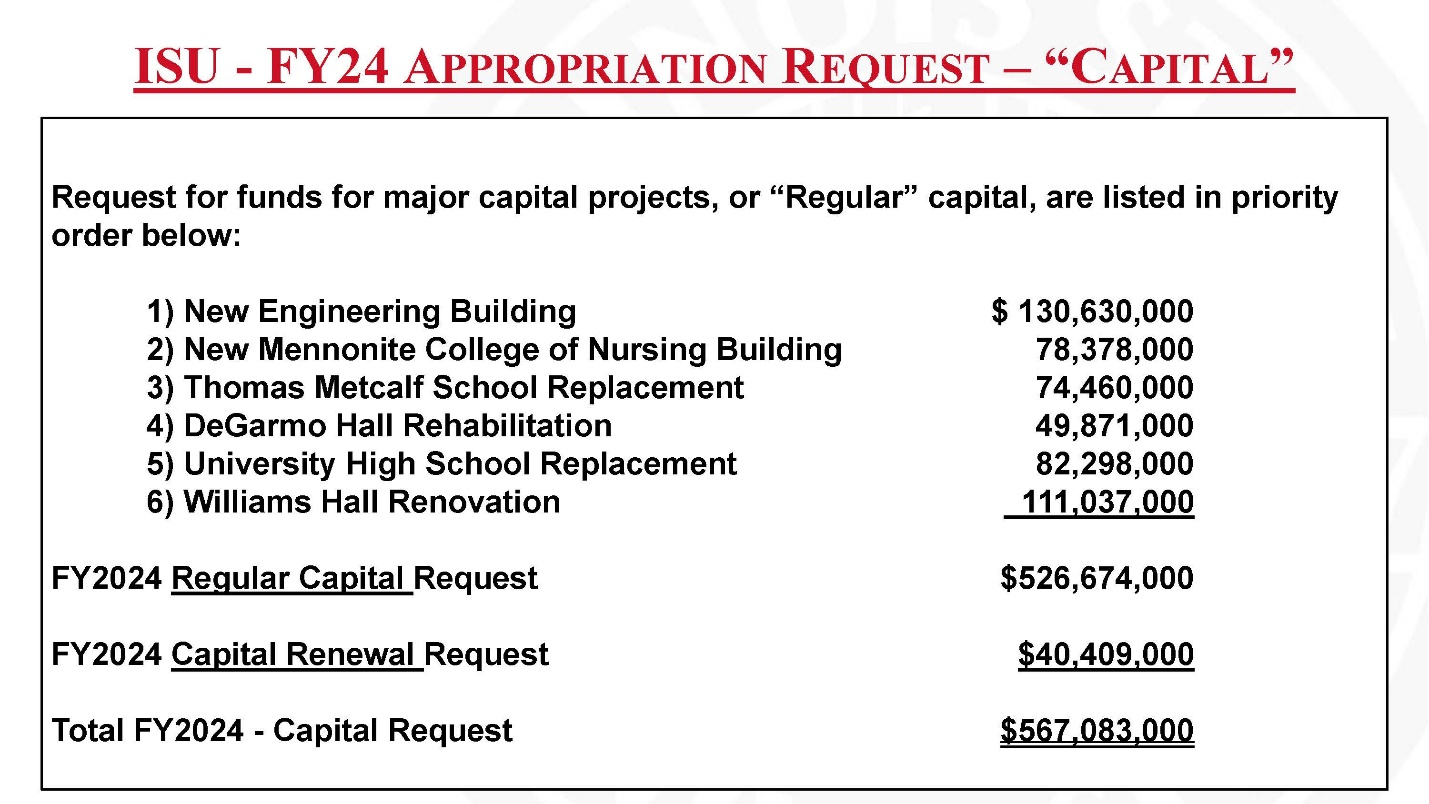 ISU - FY24 APPROPRIATION REQUEST – “CAPITAL”
Request for funds for major capital projects, or “Regular” capital, are listed in priority
order below:
1) New Engineering Building $ 130,630,000
2) New Mennonite College of Nursing Building 78,378,000
3) Thomas Metcalf School Replacement 74,460,000
4) DeGarmo Hall Rehabilitation 49,871,000
5) University High School Replacement 82,298,000
6) Williams Hall Renovation 111,037,000
FY2024 Regular Capital Request $526,674,000
FY2024 Capital Renewal Request $40,409,000
Total FY2024 - Capital Request $567,083,000